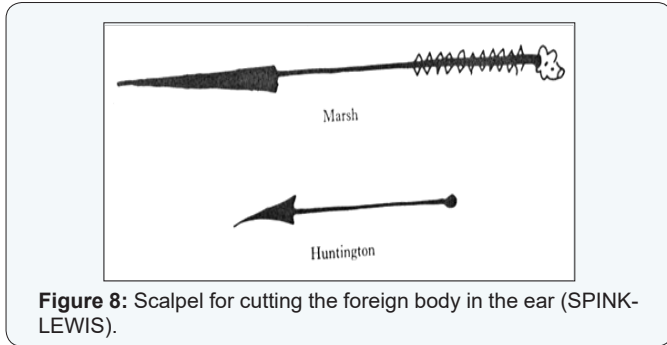 Marsh
Huntington
Figure 8: Scalpel for cutting the foreign body in the ear (SPINK-
LEWIS).